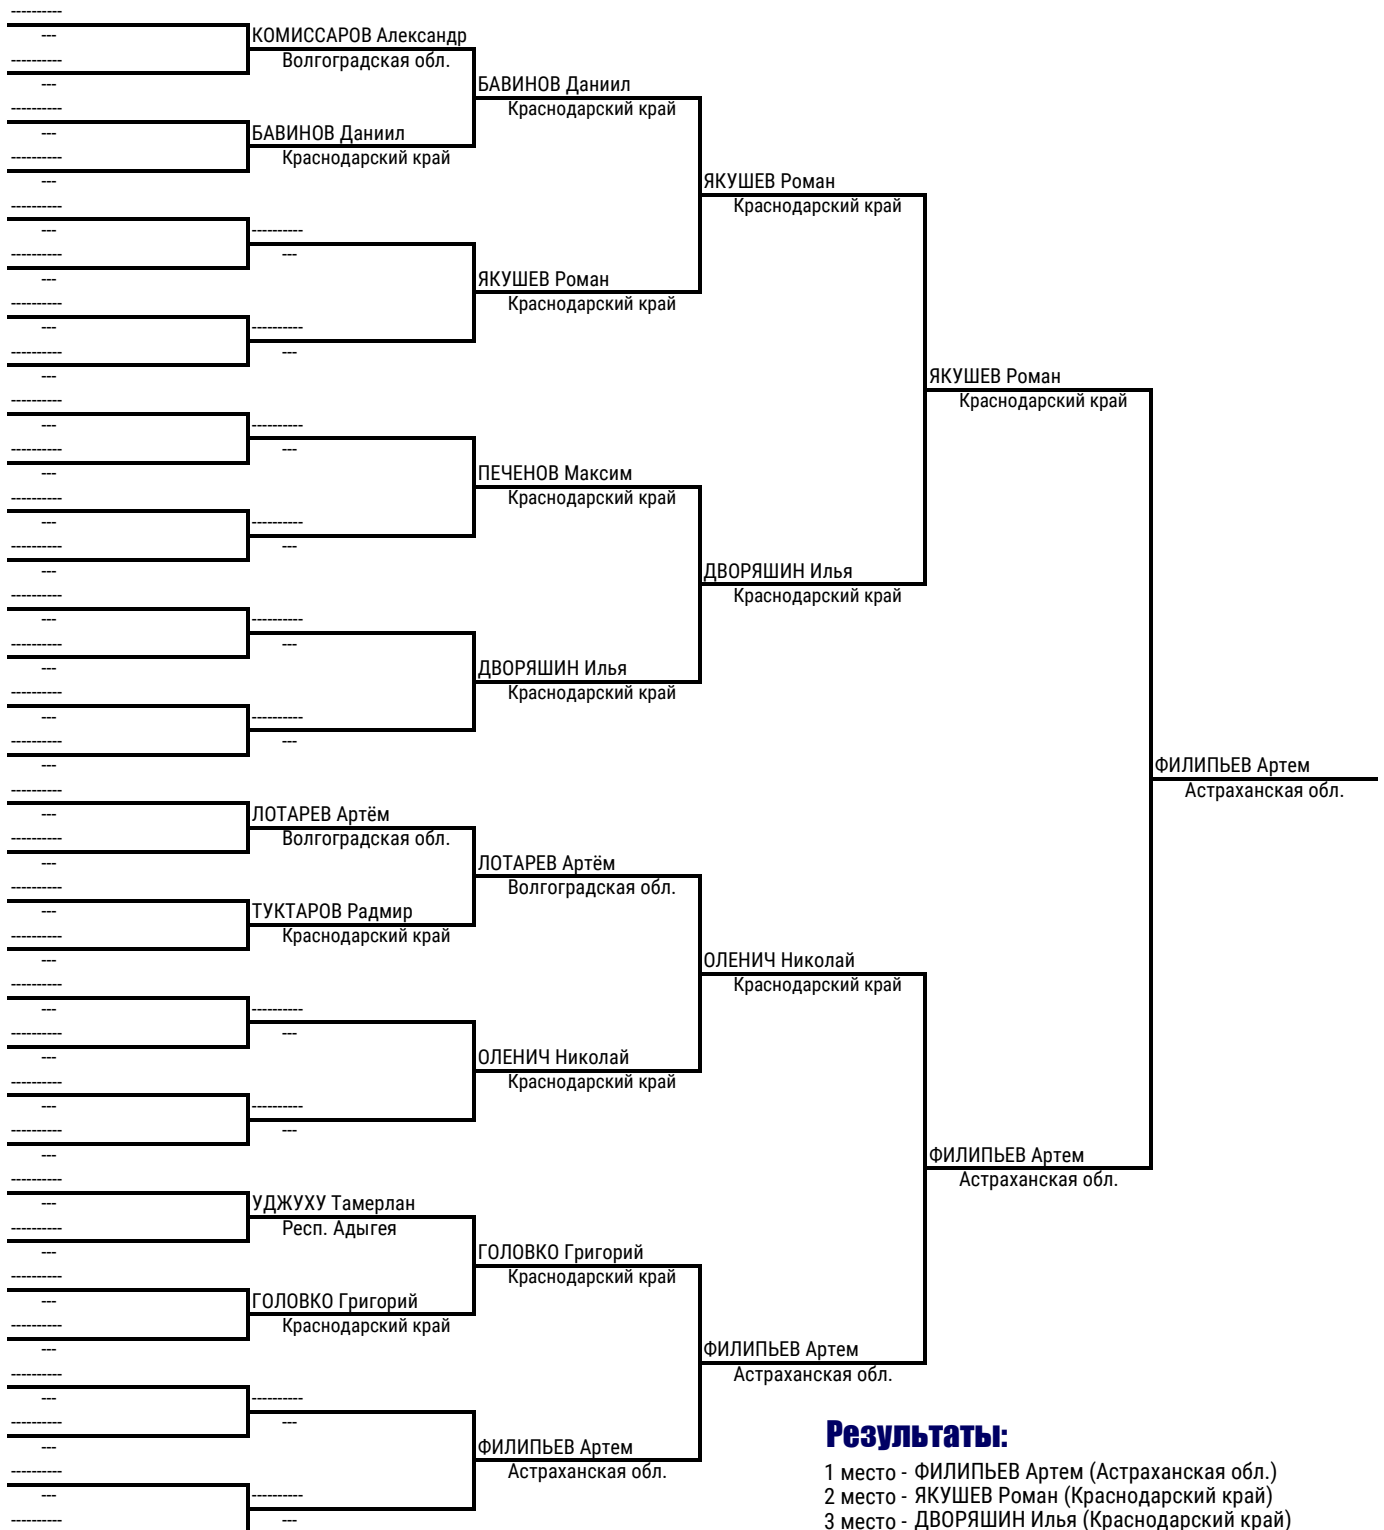 ----------
---
----------
---
----------
---
----------
---
----------
---
----------
---
----------
---
----------
---
----------
---
----------
---
----------
---
----------
---
----------
---
----------
---
----------
---
----------
---
----------
---
----------
---
----------
---
----------
---
----------
---
----------
---
----------
---
----------
---
----------
---
----------
---
----------
---
----------
---
----------
---
----------
---
----------
---
----------
КОМИССАРОВ Александр
Волгоградская обл.
БАВИНОВ Даниил
Краснодарский край
----------
---
----------
---
----------
---
----------
---
----------
---
----------
---
ЛОТАРЕВ Артём
Волгоградская обл.
ТУКТАРОВ Радмир
Краснодарский край
----------
---
----------
---
УДЖУХУ Тамерлан
Респ. Адыгея
ГОЛОВКО Григорий
Краснодарский край
----------
---
----------
---
БАВИНОВ Даниил
Краснодарский край
ЯКУШЕВ Роман
Краснодарский край
ПЕЧЕНОВ Максим
Краснодарский край
ДВОРЯШИН Илья
Краснодарский край
ЛОТАРЕВ Артём
Волгоградская обл.
ОЛЕНИЧ Николай
Краснодарский край
ГОЛОВКО Григорий
Краснодарский край
ФИЛИПЬЕВ Артем
Астраханская обл.
ЯКУШЕВ Роман
Краснодарский край
ДВОРЯШИН Илья
Краснодарский край
ОЛЕНИЧ Николай
Краснодарский край
ФИЛИПЬЕВ Артем
Астраханская обл.
ЯКУШЕВ Роман
Краснодарский край
ФИЛИПЬЕВ Артем
Астраханская обл.
ФИЛИПЬЕВ Артем
Астраханская обл.
Результаты:
1 место - ФИЛИПЬЕВ Артем (Астраханская обл.)
2 место - ЯКУШЕВ Роман (Краснодарский край)
3 место - ДВОРЯШИН Илья (Краснодарский край)